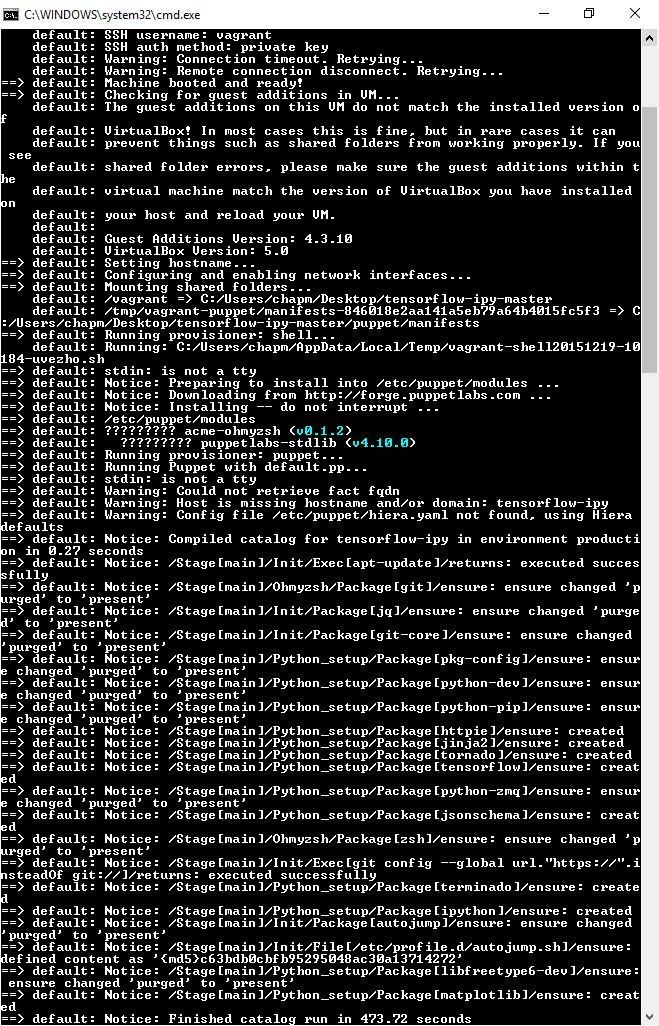 C:\WINDOWS\system32\cmd.exe
default: SSH username: vagrant
default: SSH auth method: private key
default: Warning: Connection timeout. Retrying...
default: Warning: Remote connection disconnect. Retrying...
==> default: Machine booted and ready!
==> default: Checking for guest additions in VM...
default: The guest additions on this VM do not match the installed version o
f
default: VirtualBox! In most cases this is fine, but in rare cases it can
default: prevent things such as shared folders from working properly. If you
see
default: shared folder errors, please make sure the guest additions within t
he
default: virtual machine match the version of VirtualBox you have installed
on
default: your host and reload your VM.
default:
default: Guest Additions Version: 4.3.10
default: VirtualBox Version: 5.0
==> default: Setting hostname...
==> default: Configuring and enabling network interfaces...
==> default: Mounting shared folders...
default: /vagrant => C:/Users/chapm/Desktop/tensorflow-ipy-master
default: /tmp/vagrant-puppet/manifests-846018e2aa141a5eb79a64b4015fc5f3 => C
:/Users/chapm/Desktop/tensorflow-ipy-master/puppet/manifests
==> default: Running provisioner: shell...
default: Running: C:/Users/chapm/AppData/Local/Temp/vagrant-shell20151219-10
184-uvezho.sh
==> default: stdin: is not a tty
==> default: Notice: Preparing to install into /etc/puppet/modules ...
==> default: Notice: Downloading from http://forge.puppetlabs.com ...
==> default: Notice: Installing -- do not interrupt ...
==> default: /etc/puppet/modules
==> default: ????????? acme-ohmyzsh (v0.1.2)
==> default:   ????????? puppetlabs-stdlib (v4.10.0)
==> default: Running provisioner: puppet...
==> default: Running Puppet with default.pp...
==> default: stdin: is not a tty
==> default: Warning: Could not retrieve fact fqdn
==> default: Warning: Host is missing hostname and/or domain: tensorflow-ipy
==> default: Warning: Config file /etc/puppet/hiera.yaml not found, using Hiera
defaults
==> default: Notice: Compiled catalog for tensorflow-ipy in environment producti
on in 0.27 seconds
==> default: Notice: /Stage[main]/Init/Exec[apt-update]/returns: executed succes
sfully
==> default: Notice: /Stage[main]/Ohmyzsh/Package[git]/ensure: ensure changed 'p
urged' to 'present'
==> default: Notice: /Stage[main]/Init/Package[jq]/ensure: ensure changed 'purge
d' to 'present'
==> default: Notice: /Stage[main]/Init/Package[git-core]/ensure: ensure changed
'purged' to 'present'
==> default: Notice: /Stage[main]/Python_setup/Package[pkg-config]/ensure: ensur
e changed 'purged' to 'present'
==> default: Notice: /Stage[main]/Python_setup/Package[python-dev]/ensure: ensur
e changed 'purged' to 'present'
==> default: Notice: /Stage[main]/Python_setup/Package[python-pip]/ensure: ensur
e changed 'purged' to 'present'
==> default: Notice: /Stage[main]/Python_setup/Package[httpie]/ensure: created
==> default: Notice: /Stage[main]/Python_setup/Package[jinja2]/ensure: created
==> default: Notice: /Stage[main]/Python_setup/Package[tornado]/ensure: created
==> default: Notice: /Stage[main]/Python_setup/Package[tensorflow]/ensure: creat
ed
==> default: Notice: /Stage[main]/Python_setup/Package[python-zmq]/ensure: ensur
e changed 'purged' to 'present'
==> default: Notice: /Stage[main]/Python_setup/Package[jsonschema]/ensure: creat
ed
==> default: Notice: /Stage[main]/Ohmyzsh/Package[zsh]/ensure: ensure changed 'p
urged' to 'present'
==> default: Notice: /Stage[main]/Init/Exec[git config --global url."https://".i
nsteadOf git://]/returns: executed successfully
==> default: Notice: /Stage[main]/Python_setup/Package[terminado]/ensure: create
d
==> default: Notice: /Stage[main]/Python_setup/Package[ipython]/ensure: created
==> default: Notice: /Stage[main]/Init/Package[autojump]/ensure: ensure changed
'purged' to 'present'
==> default: Notice: /Stage[main]/Init/File[/etc/profile.d/autojump.sh]/ensure:
defined content as '{md5}c63bdb0cbfb95295048ac30a13714272'
==> default: Notice: /Stage[main]/Python_setup/Package[libfreetype6-dev]/ensure:
ensure changed 'purged' to 'present'
==> default: Notice: /Stage[main]/Python_setup/Package[matplotlib]/ensure: creat
ed
==> default: Notice: Finished catalog run in 473.72 seconds